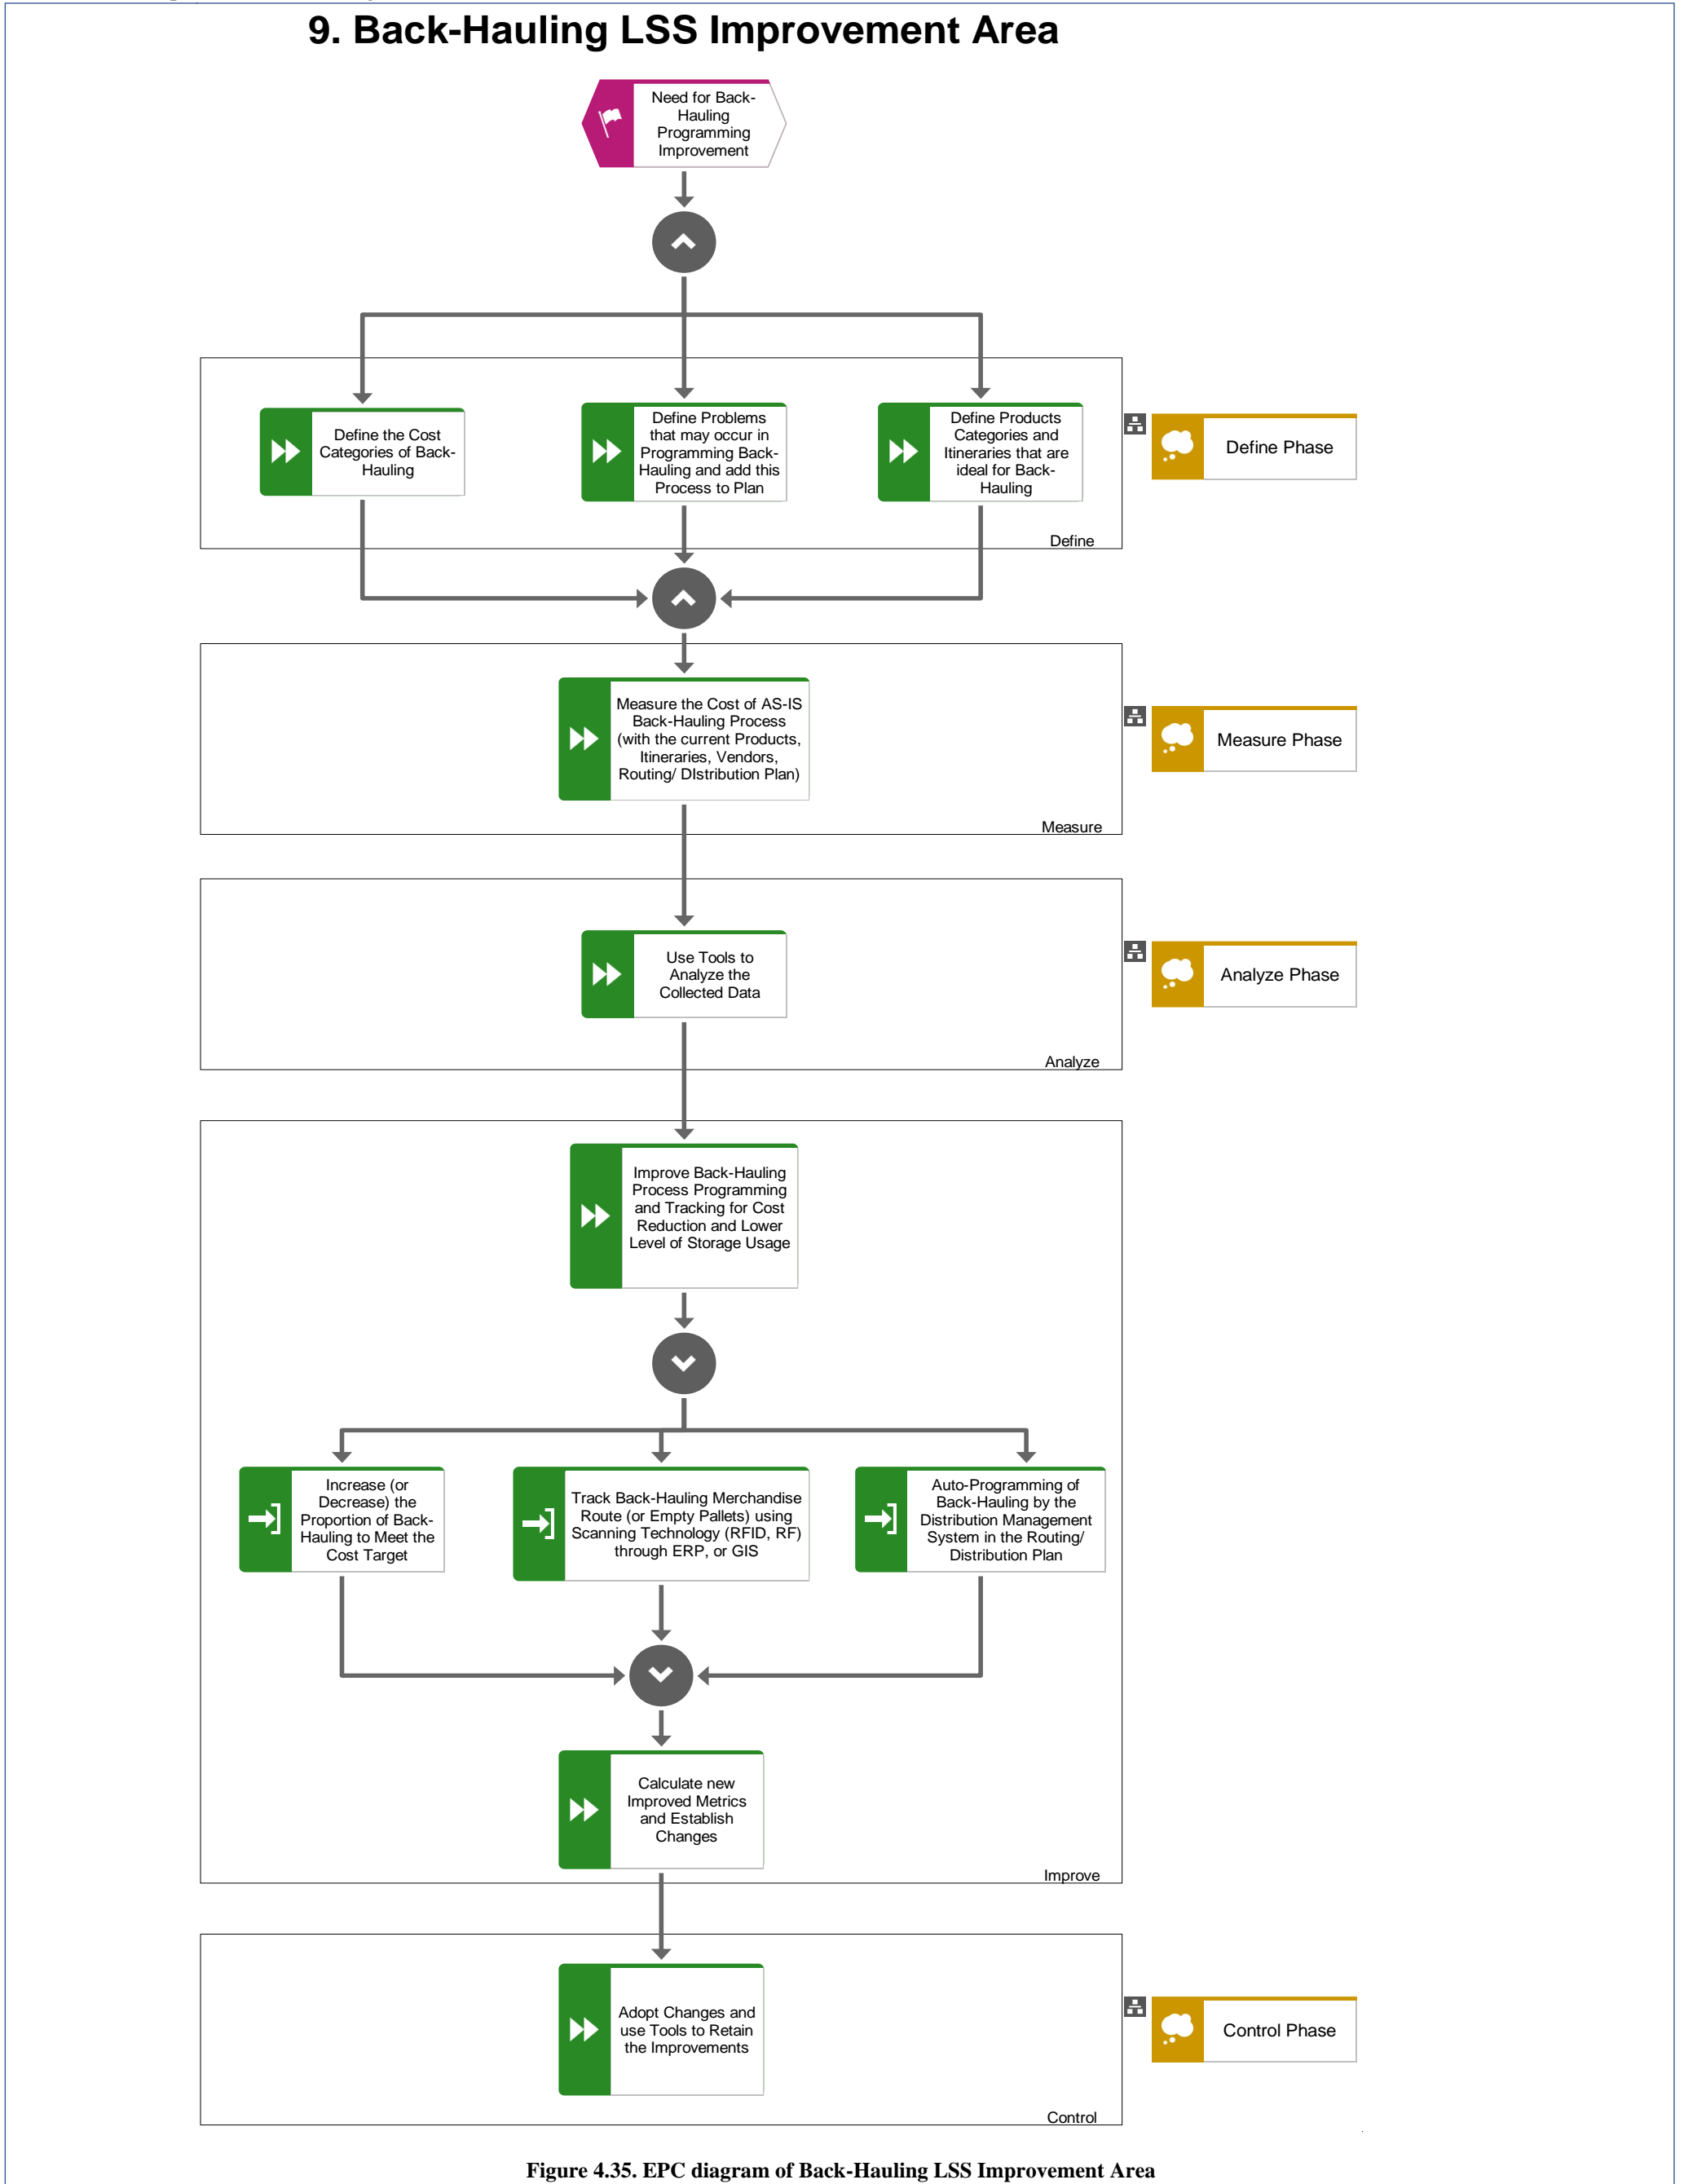 9. Back-Hauling LSS Improvement Area
Need for Back-
Hauling
Programming
Improvement
Define the Cost
Categories of Back-
Hauling
Define Problems
that may occur in
Programming Back-
Hauling and add this
Process to Plan
Define Products
Categories and
Itineraries that are
ideal for Back-
Hauling
Define Phase
Define
Measure the Cost of AS-IS
Back-Hauling Process
(with the current Products,
Itineraries, Vendors,
Routing/ DIstribution Plan)
Measure Phase
Measure
Use Tools to
Analyze the
Collected Data
Analyze Phase
Analyze
Improve Back-Hauling
Process Programming
and Tracking for Cost
Reduction and Lower
Level of Storage Usage
Increase (or
Decrease) the
Proportion of Back-
Hauling to Meet the
Cost Target
Track Back-Hauling Merchandise
Route (or Empty Pallets) using
Scanning Technology (RFID, RF)
through ERP, or GIS
Auto-Programming of
Back-Hauling by the
Distribution Management
System in the Routing/
Distribution Plan
Calculate new
Improved Metrics
and Establish
Changes
Improve
Adopt Changes and
use Tools to Retain
the Improvements
Control Phase
Control
Figure 4.35. EPC diagram of Back-Hauling LSS Improvement Area